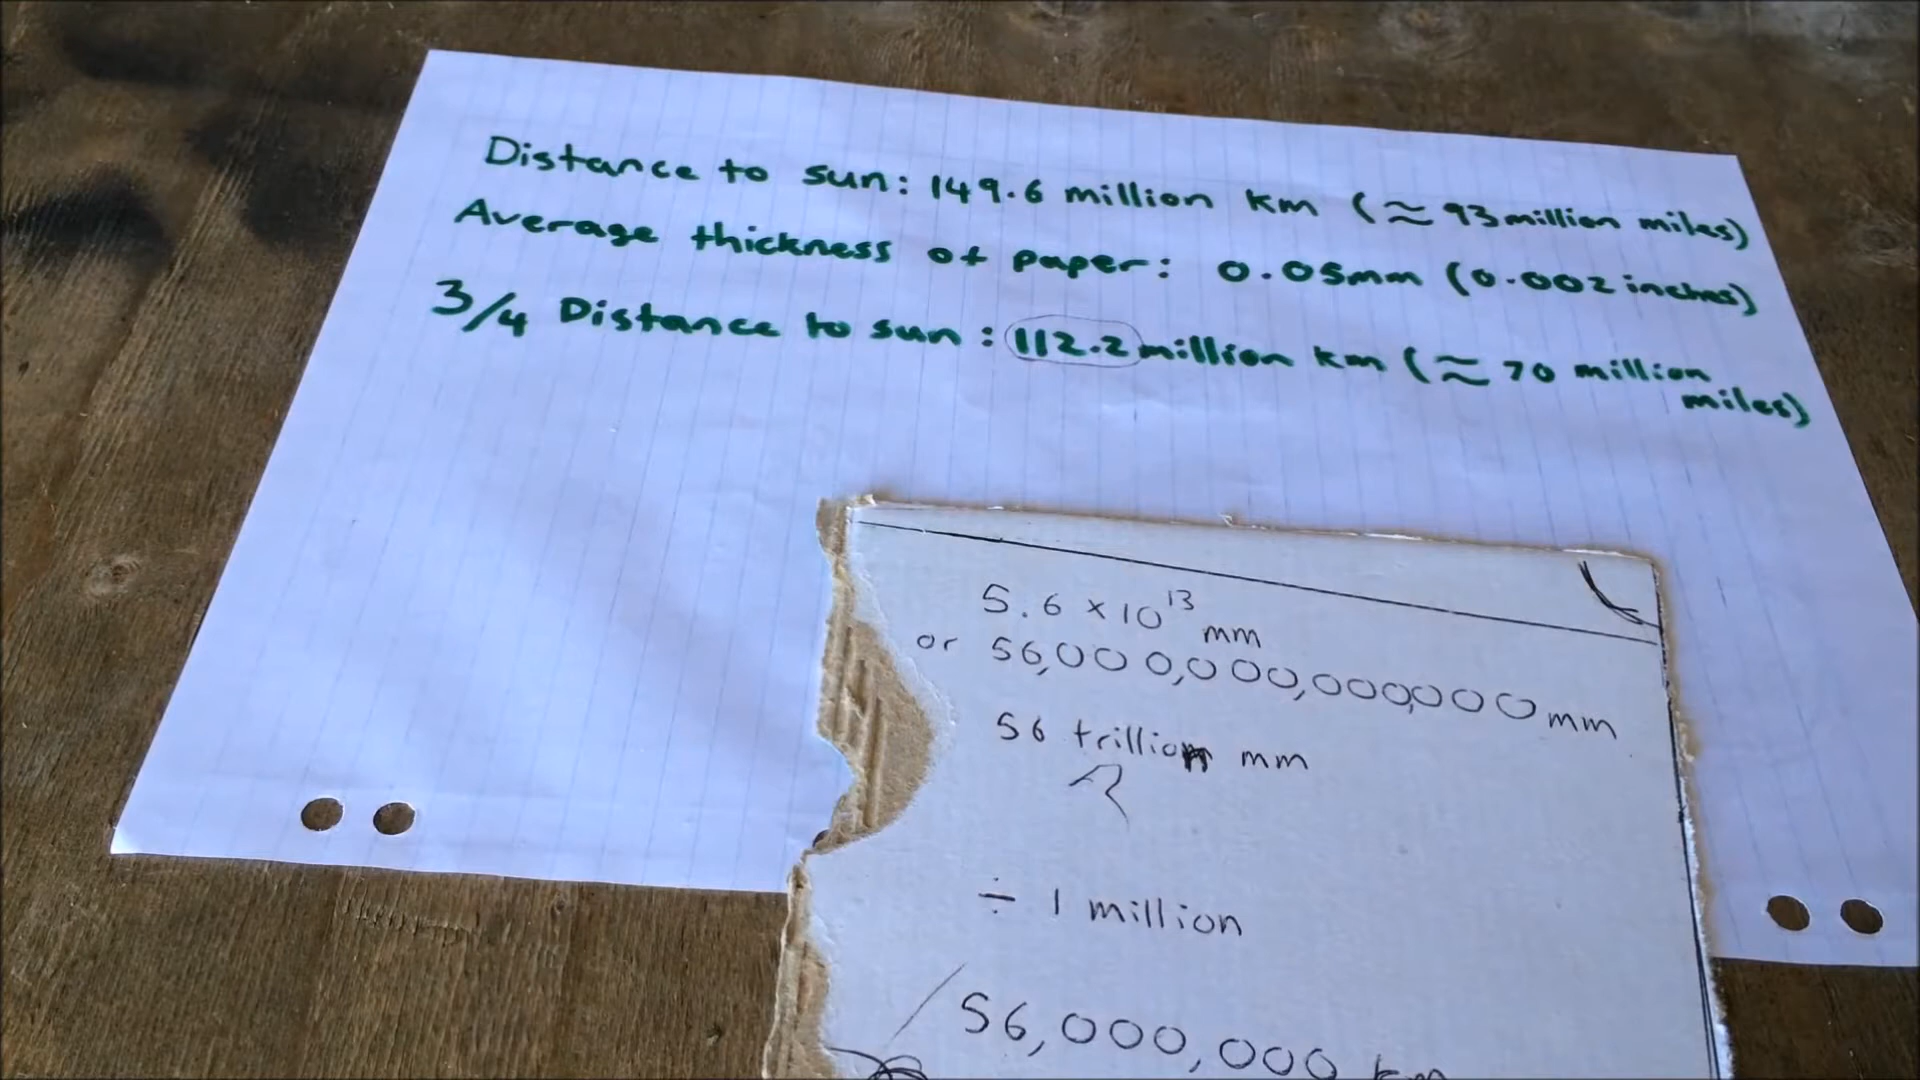 Distance to sun: 149.6 million km (≈ 93 million miles)
Average thickness of paper: 0.05mm (0.002 inches)
3/4 Distance to sun: 112.2 million km (≈ 70 million
miles)
5.6 × 10¹³ mm
or 56,000,000,000,000 mm
56 trillion mm
÷ 1 million
56,000,000 km